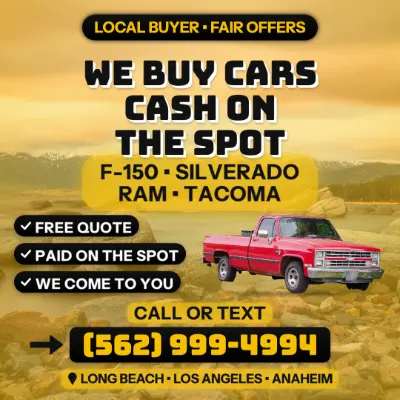 LOCAL BUYER • FAIR OFFERS
WE BUY CARS
CASH ON
THE SPOT
F-150 • SILVERADO
RAM • TACOMA
FREE QUOTE
PAID ON THE SPOT
WE COME TO YOU
CALL OR TEXT
(562) 999-4994
LONG BEACH • LOS ANGELES • ANAHEIM